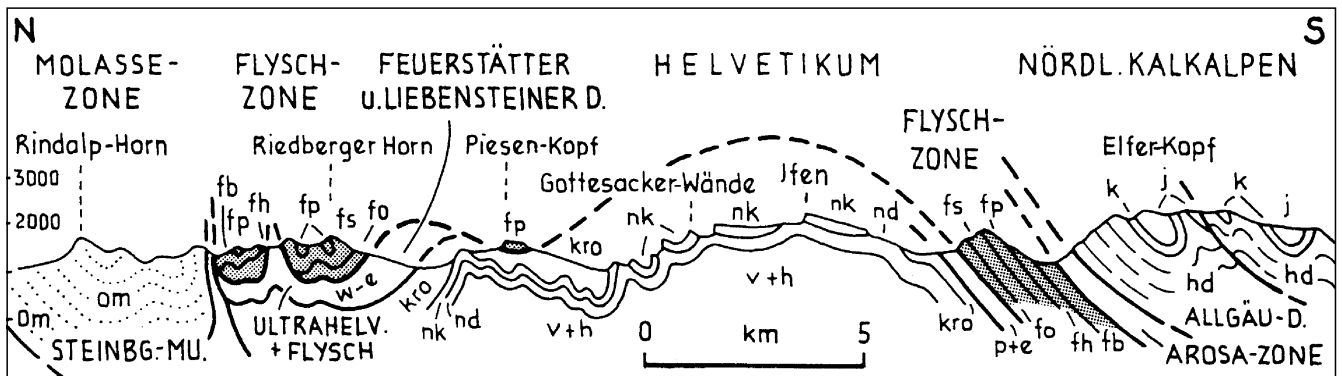 N
S
MOLASSE-
ZONE
FLYSCH-
ZONE
FEUERSTÄTTER
u.LIEBENSTEINER D.
HELVETIKUM
NÖRDL. KALKALPEN
FLYSCH-
ZONE
Rindalp-Horn
Riedberger Horn
Piesen-Kopf
Gottesacker-Wände
Jfen
Elfer-Kopf
3000
2000
0m
fb
fp
fh
fp
fs
fo
fp
kro
nk
nk
nk
nd
fs
fp
k
j
k
j
om
w-e
kro
nk
nd
v+h
v+h
kro
p+e
fo
fh
fb
hd
hd
STEINBG.-MU.
ULTRAHELV.
+ FLYSCH
0
km
5
ALLGÄU-D.
AROSA-ZONE